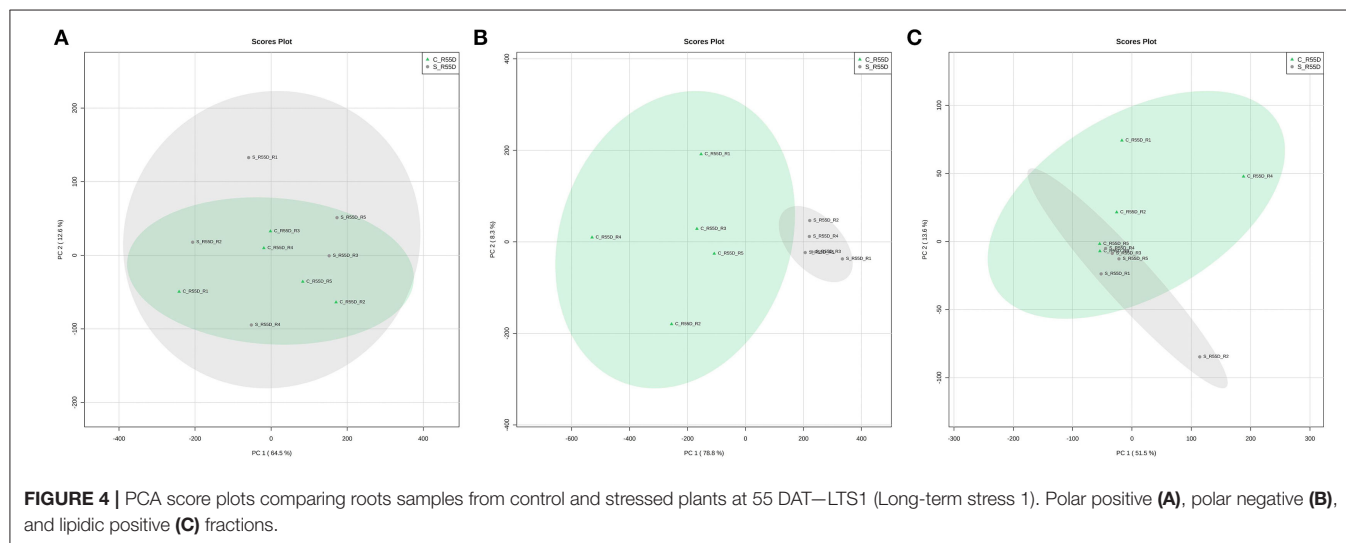 A
Scores Plot
C_R55D
S_R55D
S_R55D_R1
S_R55D_R5
C_R55D_R3
S_R55D_R2
C_R55D_R4
S_R55D_R3
C_R55D_R5
C_R55D_R1
C_R55D_R2
S_R55D_R4
200
100
0
-100
-200
PC 2 ( 12.6 %)
-400
-200
0
200
400
PC 1 ( 64.5 %)
B
Scores Plot
C_R55D
S_R55D
C_R55D_R1
S_R55D_R2
C_R55D_R3
C_R55D_R4
S_R55D_R4
C_R55D_R5
S_R55D_R3
S_R55D_R1
C_R55D_R2
400
200
0
-200
-400
PC 2 ( 8.3 %)
-600
-400
-200
0
200
PC 1 ( 78.8 %)
C
Scores Plot
C_R55D
S_R55D
C_R55D_R1
C_R55D_R4
C_R55D_R2
C_R55D_R5
S_R55D_R4
S_R55D_R3
S_R55D_R5
S_R55D_R1
S_R55D_R2
100
50
0
-50
-100
PC 2 ( 13.6 %)
-300
-200
-100
0
100
200
300
PC 1 ( 51.5 %)
FIGURE 4 | PCA score plots comparing roots samples from control and stressed plants at 55 DAT—LTS1 (Long-term stress 1). Polar positive (A), polar negative (B),
and lipidic positive (C) fractions.